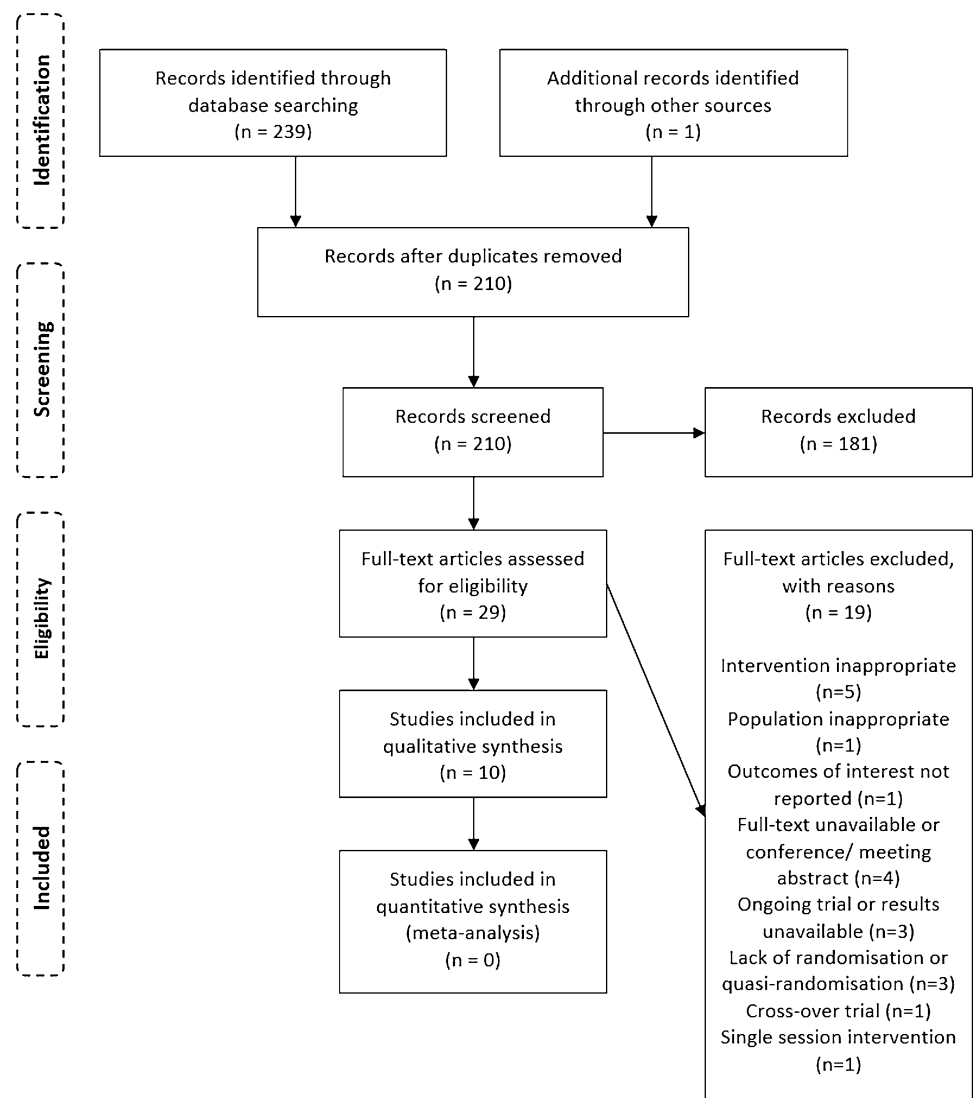 Identification
Records identified through
database searching
(n = 239)
Additional records identified
through other sources
(n = 1)
Records after duplicates removed
(n = 210)
Screening
Records screened
(n = 210)
Records excluded
(n = 181)
Eligibility
Full-text articles assessed
for eligibility
(n = 29)
Full-text articles excluded,
with reasons
(n = 19)
Intervention inappropriate
(n=5)
Population inappropriate
(n=1)
Outcomes of interest not
reported (n=1)
Full-text unavailable or
conference/ meeting
abstract (n=4)
Ongoing trial or results
unavailable (n=3)
Lack of randomisation or
quasi-randomisation (n=3)
Cross-over trial (n=1)
Single session intervention
(n=1)
Studies included in
qualitative synthesis
(n = 10)
Included
Studies included in
quantitative synthesis
(meta-analysis)
(n = 0)